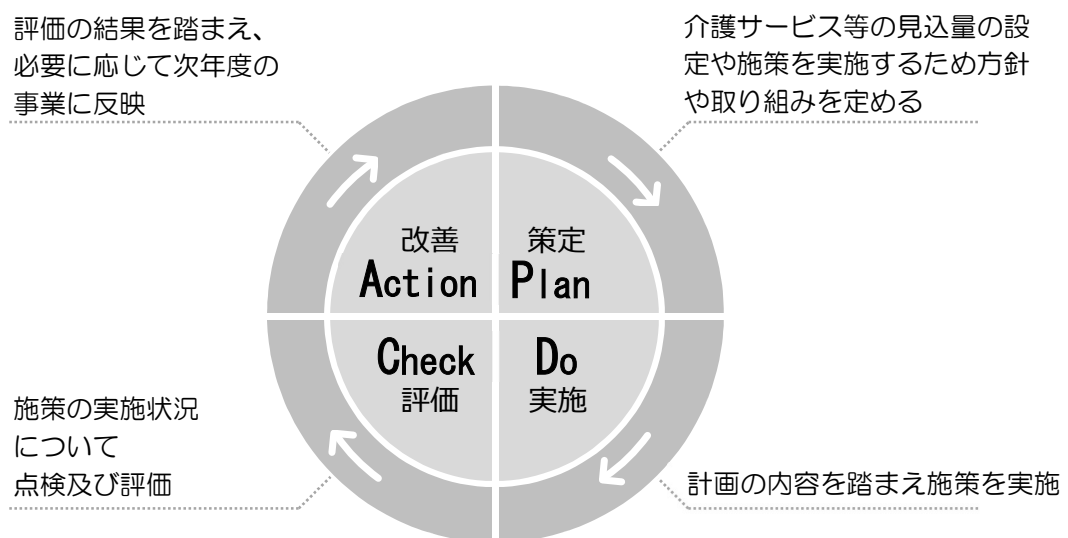 評価の結果を踏まえ、
必要に応じて次年度の
事業に反映
介護サービス等の見込量の設
定や施策を実施するため方針
や取り組みを定める
改善
Action
策定
Plan
Check
評価
Do
実施
施策の実施状況
について
点検及び評価
計画の内容を踏まえ施策を実施